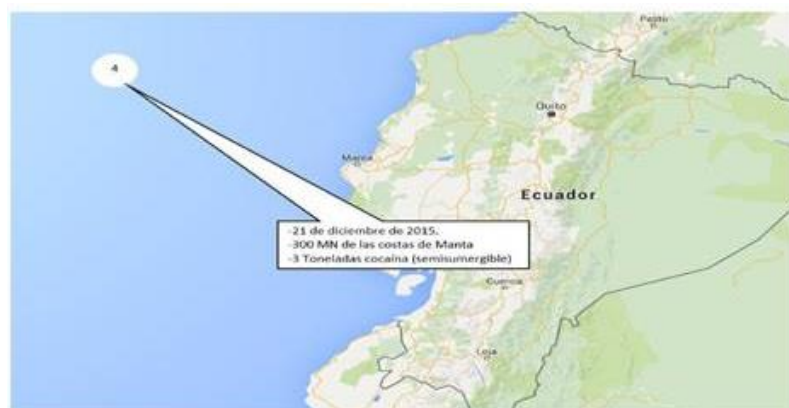 Pasto
4
Quito
Manta
Ecuador
-21 de diciembre de 2015.
-300 MN de las costas de Manta
-3 Toneladas cocaína (semisumergible)
Cuenca
Loja